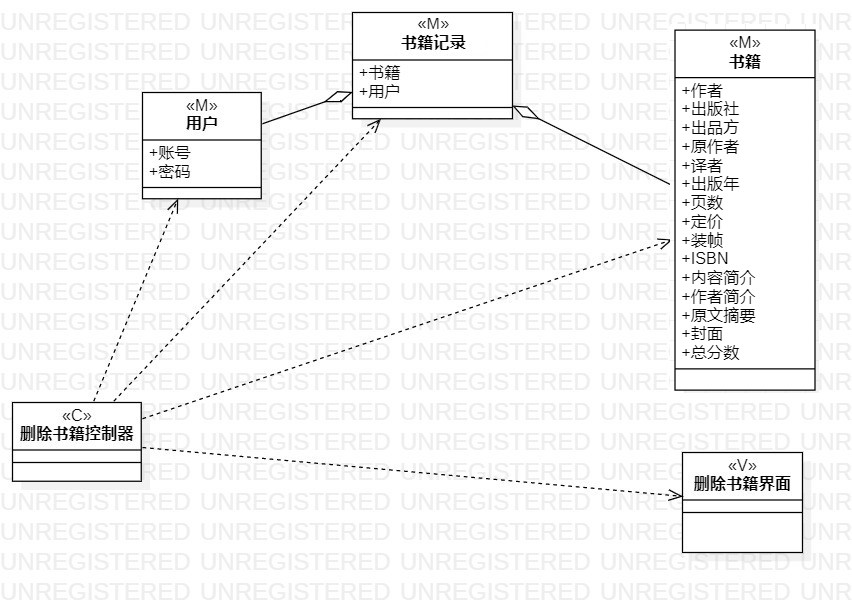 «M»
书籍记录
+书籍
+用户
«M»
用户
+账号
+密码
«M»
书籍
+作者
+出版社
+出品方
+原作者
+译者
+出版年
+页数
+定价
+装帧
+ISBN
+内容简介
+作者简介
+原文摘要
+封面
+总分数
«C»
删除书籍控制器
«V»
删除书籍界面
UNREGISTERED